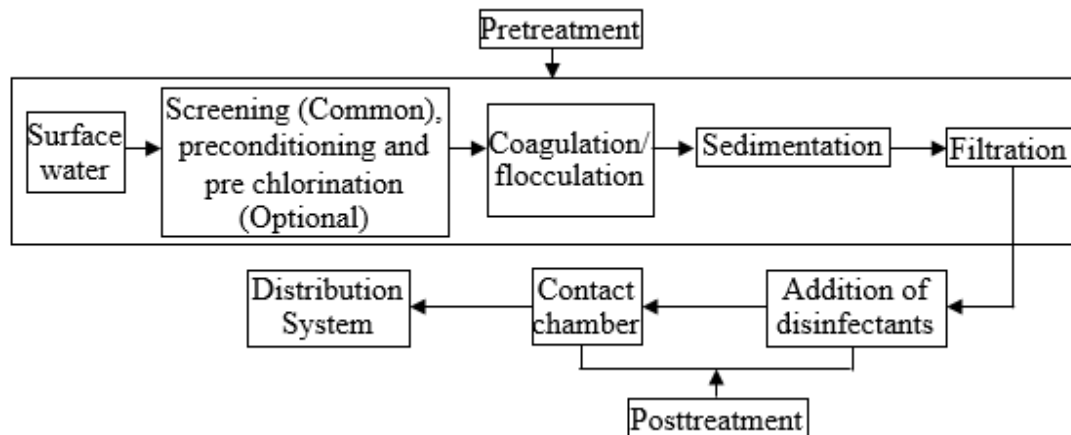 Pretreatment
Surface
water
Screening (Common),
preconditioning and
pre chlorination
(Optional)
Coagulation/
flocculation
Sedimentation
Filtration
Addition of
disinfectants
Contact
chamber
Distribution
System
Posttreatment